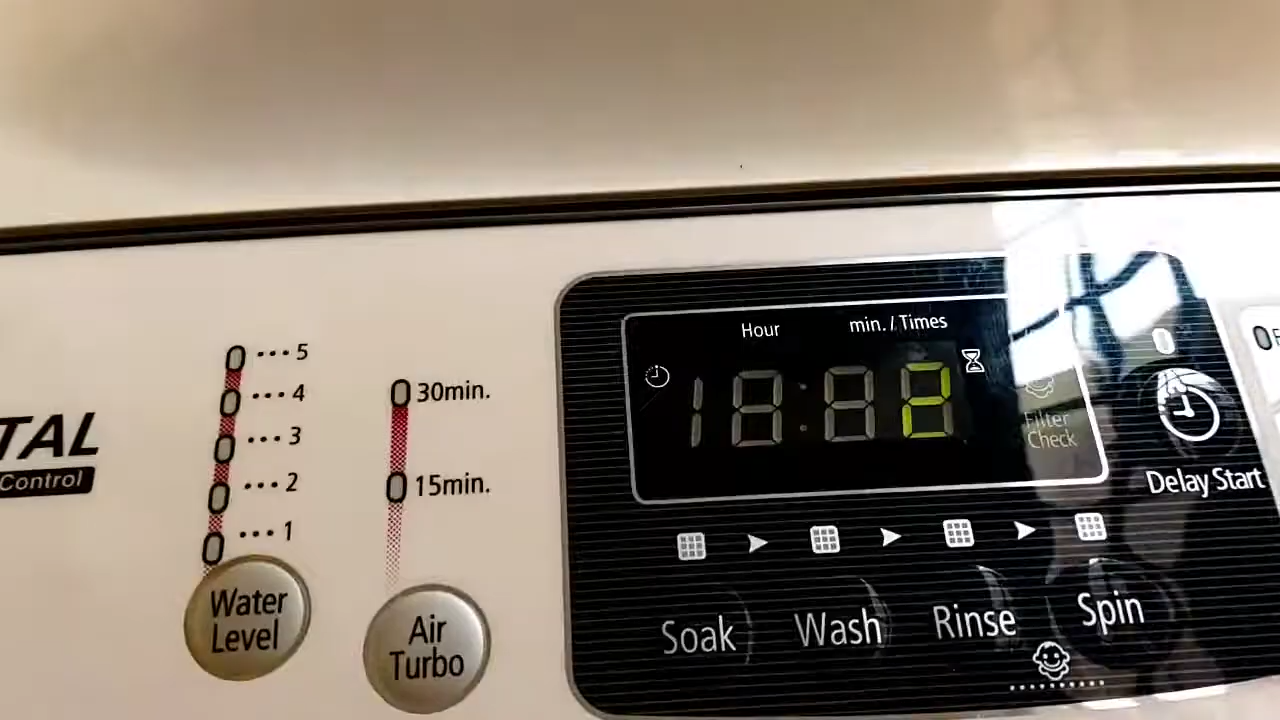 Hour min. / Times
2
Filter
Check
Delay Start
5
4
3
2
1
Water
Level
30min.
15min.
Air
Turbo
TAL
Control
Soak Wash Rinse Spin